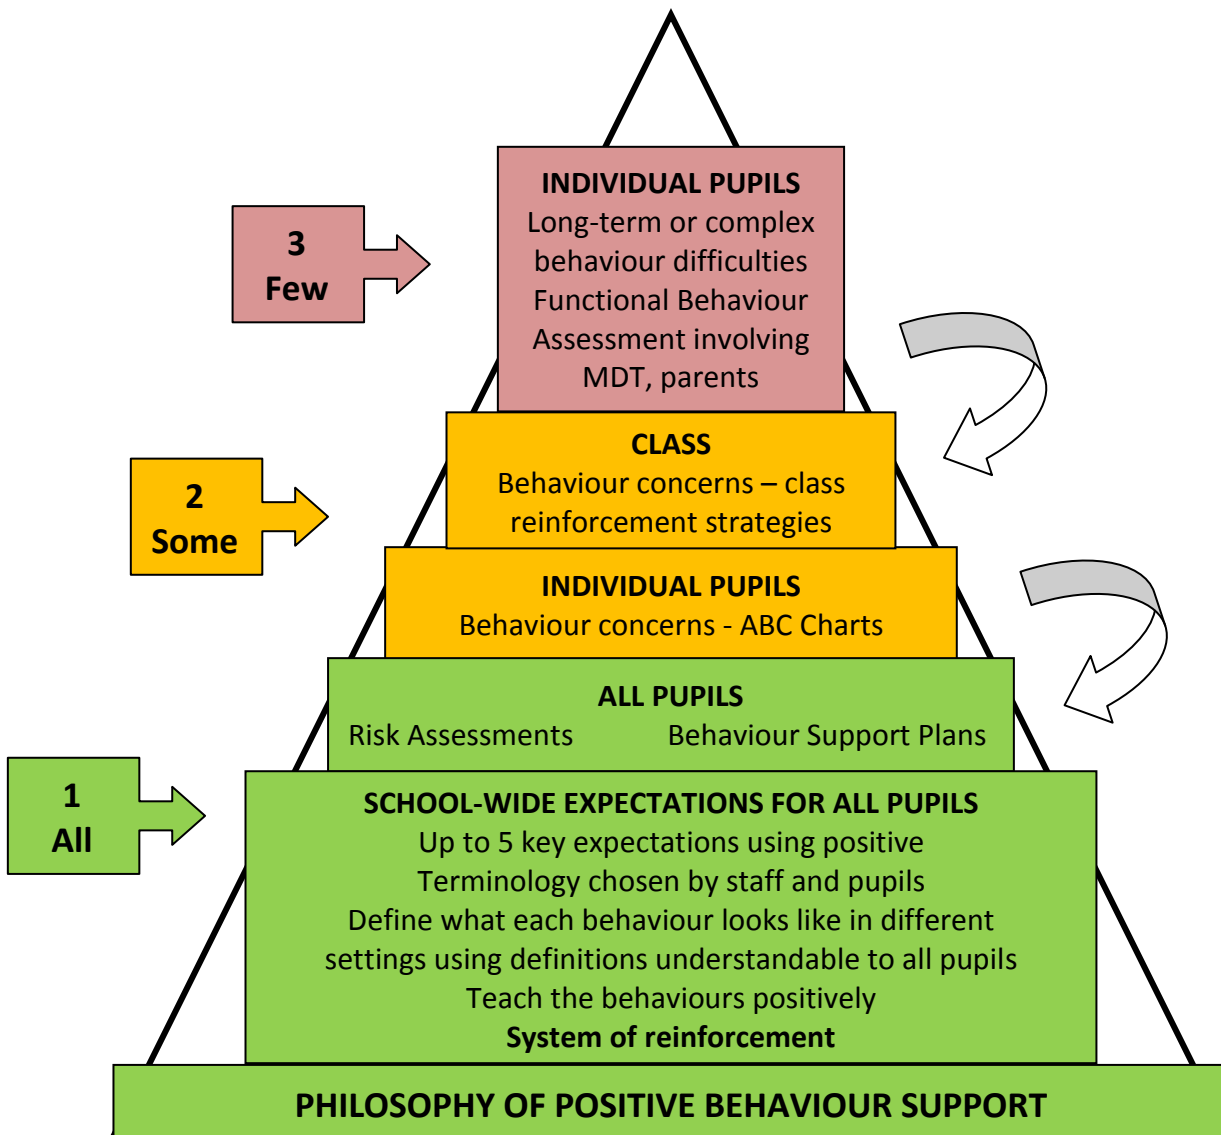 INDIVIDUAL PUPILS
Long-term or complex
behaviour difficulties
Functional Behaviour
Assessment involving
MDT, parents
3
Few
CLASS
Behaviour concerns – class
reinforcement strategies
2
Some
INDIVIDUAL PUPILS
Behaviour concerns - ABC Charts
ALL PUPILS
Risk Assessments Behaviour Support Plans
1
All
SCHOOL-WIDE EXPECTATIONS FOR ALL PUPILS
Up to 5 key expectations using positive
Terminology chosen by staff and pupils
Define what each behaviour looks like in different
settings using definitions understandable to all pupils
Teach the behaviours positively
System of reinforcement
PHILOSOPHY OF POSITIVE BEHAVIOUR SUPPORT